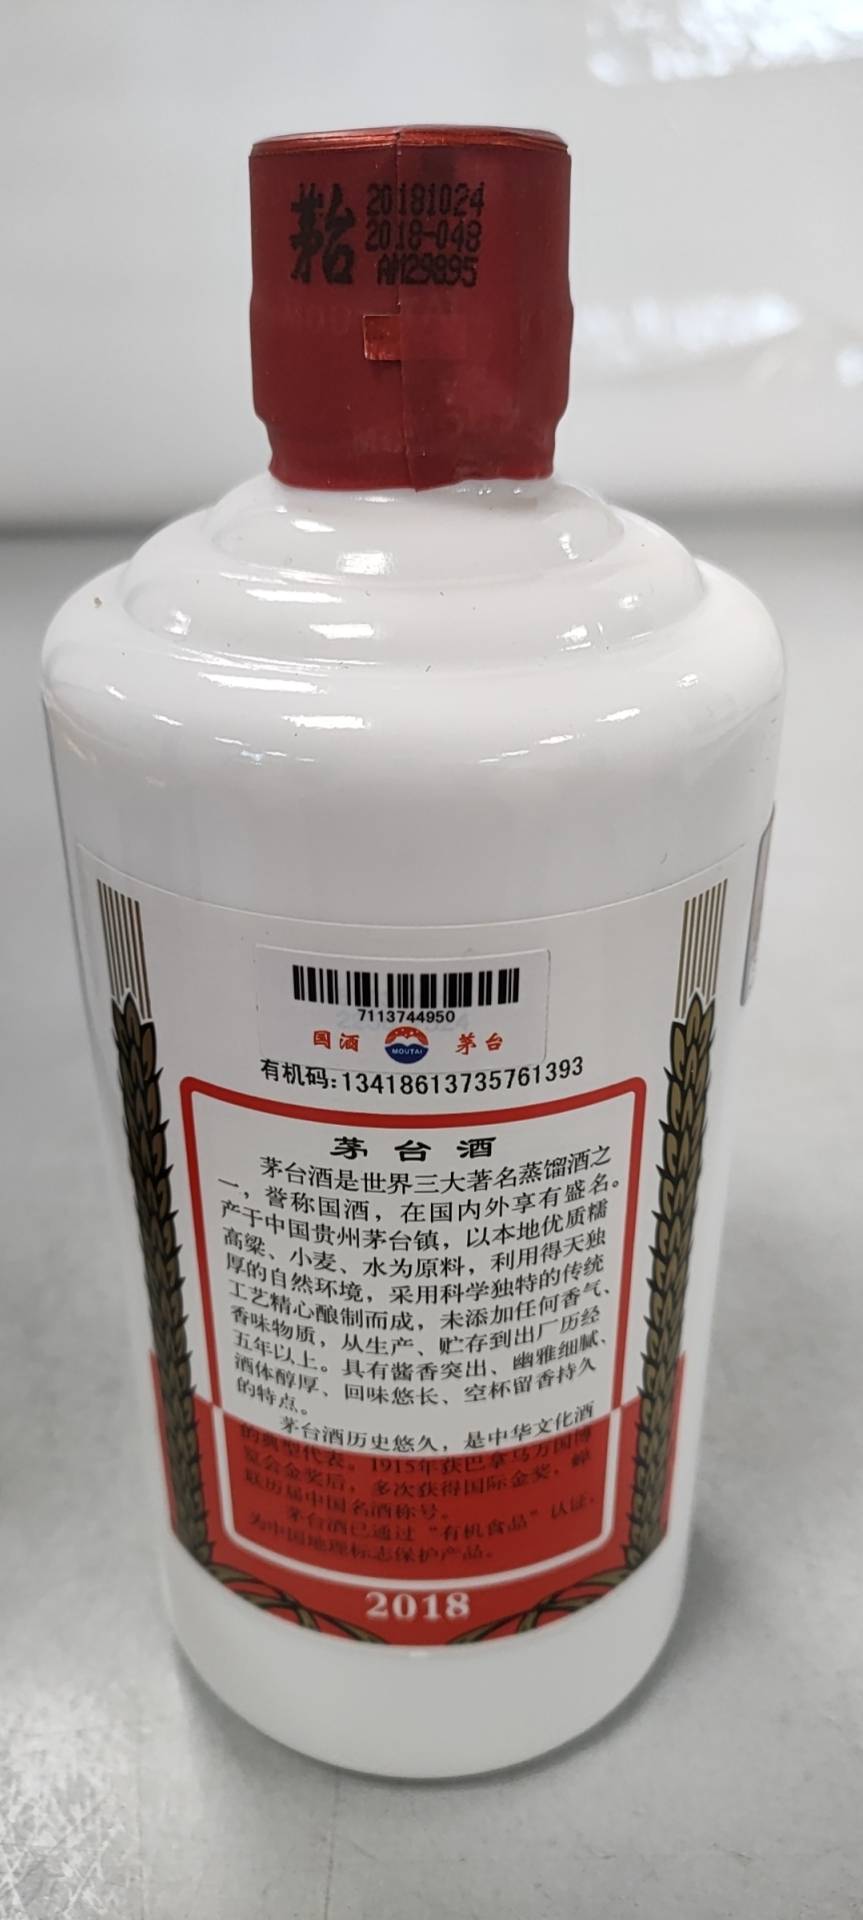 茅台
20181024
2018-048
AM29895
7113744950
国酒
MOUTAI
茅台
有机码:13418613735761393
茅台酒
茅台酒是世界三大著名蒸馏酒之
一，誉称国酒，在国内外享有盛名。
产于中国贵州茅台镇，以本地优质糯
高粱、小麦、水为原料，利用得天独
厚的自然环境，采用科学独特的传统
工艺精心酿制而成，未添加任何香气、
香味物质，从生产、贮存到出厂历经
五年以上。具有酱香突出、幽雅细腻、
酒体醇厚、回味悠长、空杯留香持久
的特点。
茅台酒历史悠久，是中华文化酒
的典型代表。1915年获巴拿马万国博
览会金奖后，多次获得国际金奖，蝉
联历届中国名酒称号。
茅台酒已通过“有机食品”认证，
为中国地理标志保护产品。
2018